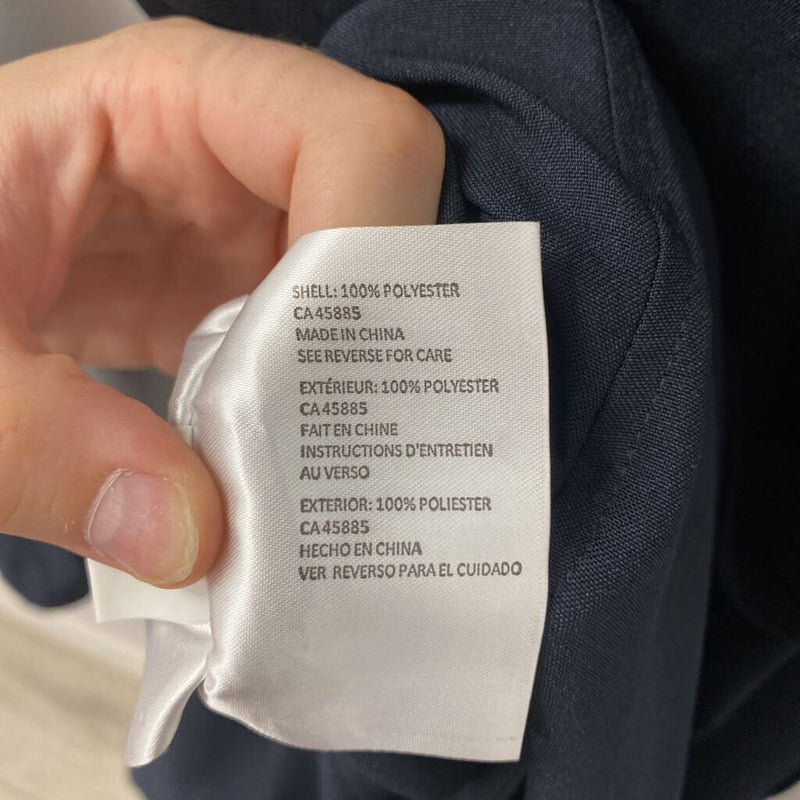 SHELL: 100% POLYESTER
CA45885
MADE IN CHINA
SEE REVERSE FOR CARE
EXTÉRIEUR: 100% POLYESTER
CA45885
FAIT EN CHINE
INSTRUCTIONS D'ENTRETIEN
AU VERSO
EXTERIOR: 100% POLIESTER
CA45885
HECHO EN CHINA
VER REVERSO PARA EL CUIDADO